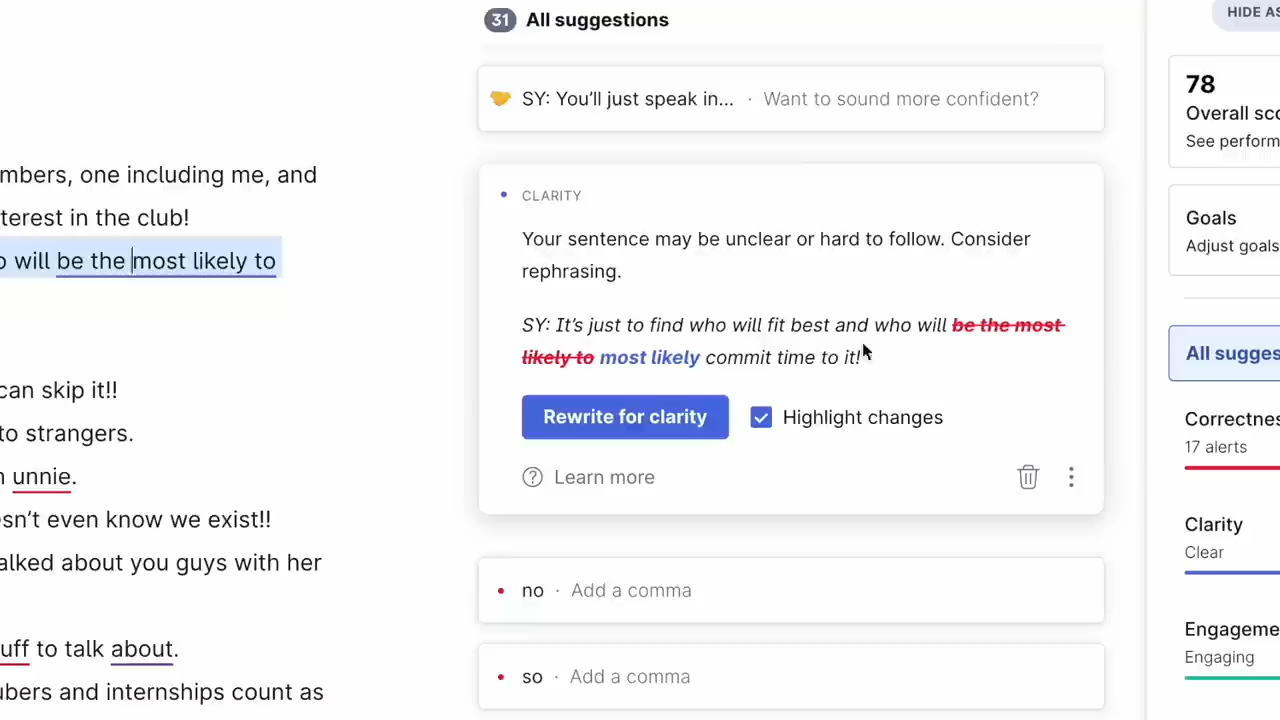 mbers, one including me, and
terest in the club!
o will be the most likely to
can skip it!!
to strangers.
unnie.
esn't even know we exist!!
alked about you guys with her
uff to talk about.
ubers and internships count as
31 All suggestions
SY: You'll just speak in... · Want to sound more confident?
CLARITY
Your sentence may be unclear or hard to follow. Consider
rephrasing.
SY: It's just to find who will fit best and who will be the most
likely to most likely commit time to it!
Rewrite for clarity Highlight changes
Learn more
no · Add a comma
so · Add a comma
HIDE AS
78
Overall sco
See perform
Goals
Adjust goals
All sugges
Correctnes
17 alerts
Clarity
Clear
Engageme
Engaging